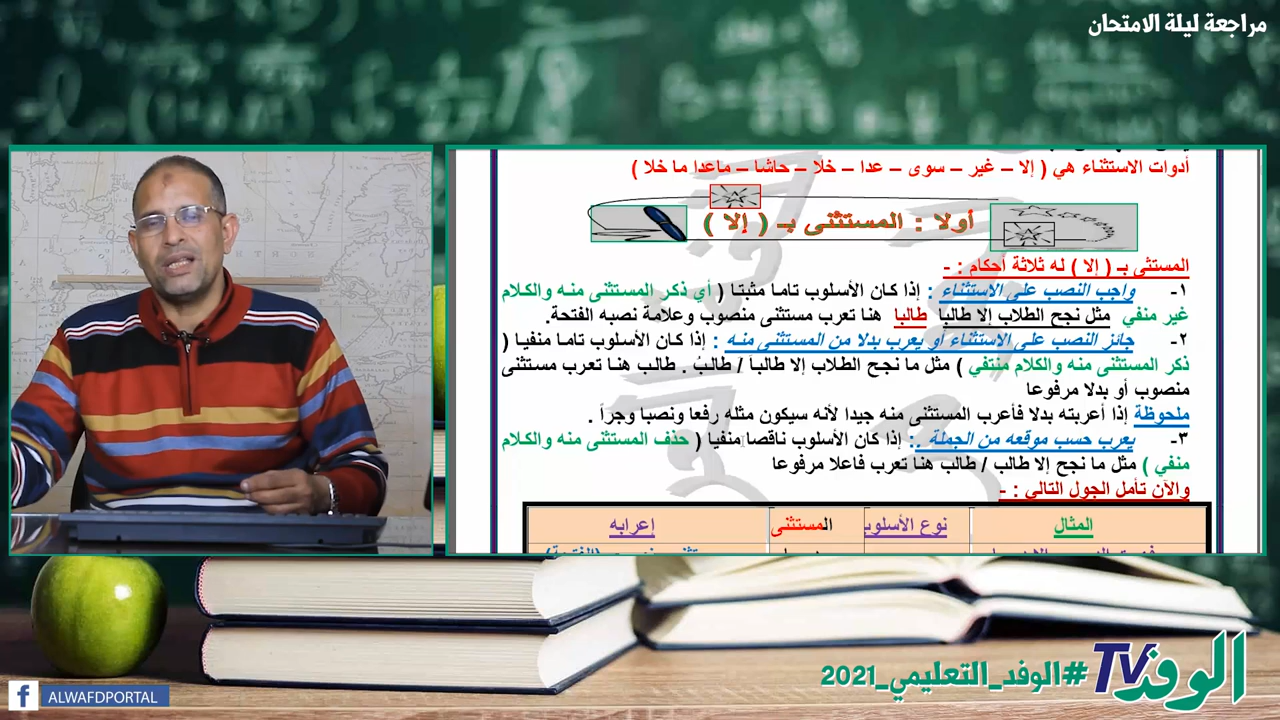 مراجعة ليلة الامتحان
أدوات الاستثناء هي ( إلا – غير – سوى – عدا – خلا – حاشا – ماعدا ما خلا )
أولا : المستثنى بـ ( إلا )
المستثى بـ ( إلا ) له ثلاثة أحكام : -
١- واجب النصب على الاستثناء : إذا كان الأسلوب تاما مثبتا ( أي ذكر المستثنى منه والكلام
غير منفي مثل نجح الطلاب إلا طالبا طالبا هنا تعرب مستثنى منصوب وعلامة نصبه الفتحة.
٢- جائز النصب على الاستثناء أو يعرب بدلا من المستثنى منه : إذا كان الأسلوب تاما منفيا (
ذكر المستثنى منه والكلام منتفي ) مثل ما نجح الطلاب إلا طالبا / طالبُ . طالب هنا تعرب مستثنى
منصوب أو بدلا مرفوعا
ملحوظة إذا أعربته بدلا فأعرب المستثنى منه جيدا لأنه سيكون مثله رفعا ونصبا وجراً .
٣- يعرب حسب موقعه من الجملة .: إذا كان الأسلوب ناقصا منفيا ( حذف المستثنى منه والكلام
منفي ) مثل ما نجح إلا طالب / طالب هنا تعرب فاعلا مرفوعا
والآن تأمل الجول التالي : -
المثال نوع الأسلوب المستثنى إعرابه
الوفد TV #الوفد_التعليمي_2021
ALWAFDPORTAL